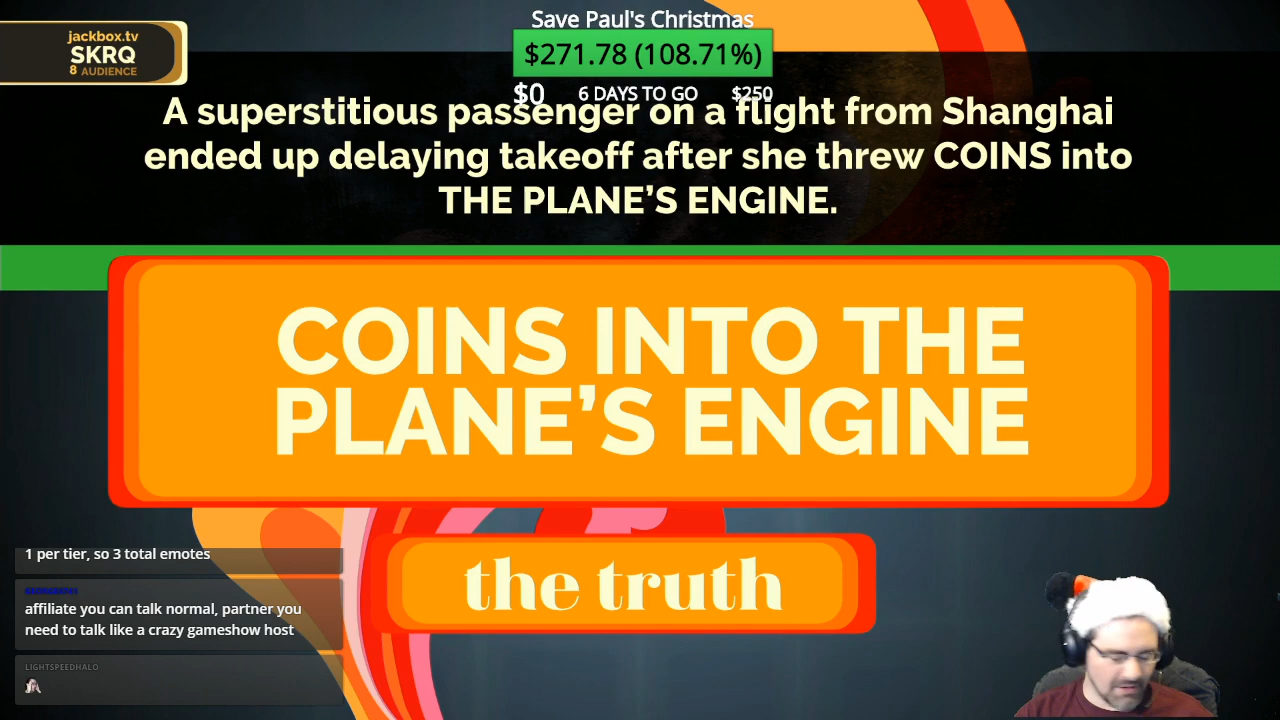 jackbox.tv
SKRQ
8 AUDIENCE
Save Paul's Christmas
$271.78 (108.71%)
$0 6 DAYS TO GO $250
A superstitious passenger on a flight from Shanghai
ended up delaying takeoff after she threw COINS into
THE PLANE’S ENGINE.
COINS INTO THE
PLANE’S ENGINE
the truth
1 per tier, so 3 total emotes
affiliate you can talk normal, partner you
need to talk like a crazy gameshow host
LIGHTSPEEDHALO